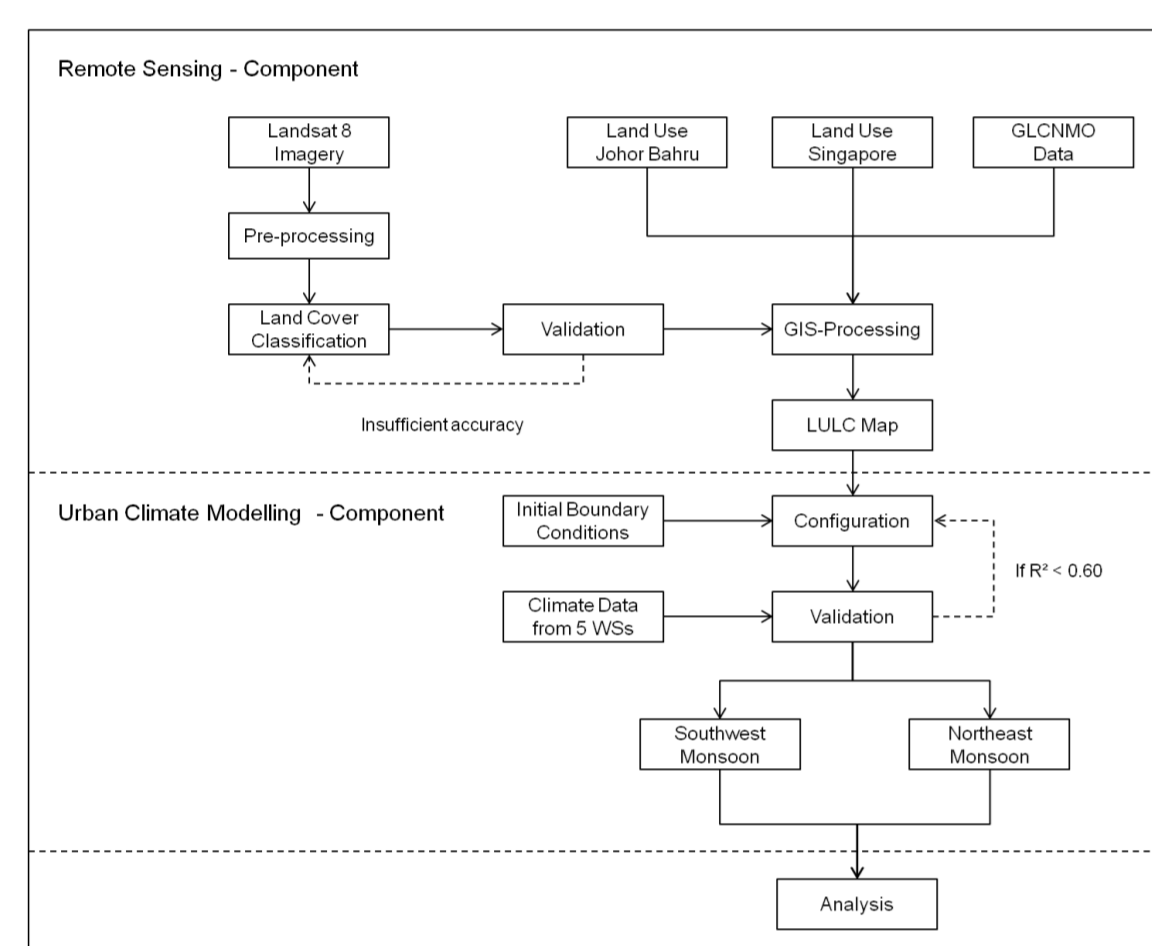 Remote Sensing - Component
Landsat 8
Imagery
Land Use
Johor Bahru
Land Use
Singapore
GLCNMO
Data
Pre-processing
Land Cover
Classification
Validation
GIS-Processing
Insufficient accuracy
LULC Map
Urban Climate Modelling - Component
Initial Boundary
Conditions
Configuration
If R² < 0.60
Climate Data
from 5 WSs
Validation
Southwest
Monsoon
Northeast
Monsoon
Analysis